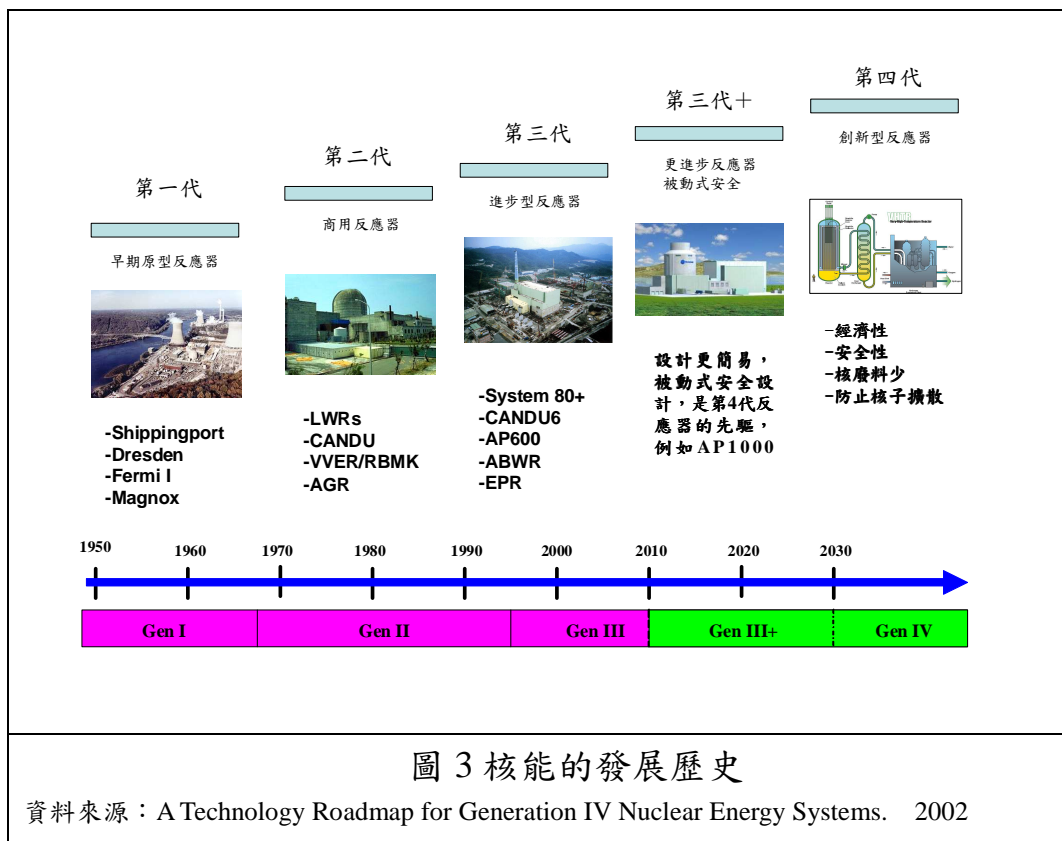 第一代
早期原型反應器
-Shippingport
-Dresden
-Fermi I
-Magnox
第二代
商用反應器
-LWRs
-CANDU
-VVER/RBMK
-AGR
第三代
進步型反應器
-System 80+
-CANDU6
-AP600
-ABWR
-EPR
第三代＋
更進步反應器
被動式安全
設計更簡易，
被動式安全設
計，是第4代反
應器的先驅，
例如AP1000
第四代
創新型反應器
VHTR
-經濟性
-安全性
-核廢料少
-防止核子擴散
1950 1960 1970 1980 1990 2000 2010 2020 2030
Gen I Gen II Gen III Gen III+ Gen IV
圖 3 核能的發展歷史
資料來源：A Technology Roadmap for Generation IV Nuclear Energy Systems. 2002